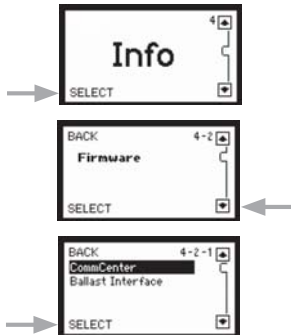 4
Info
SELECT
BACK 4-2
Firmware
SELECT
BACK 4-2-1
CommCenter
Ballast Interface
SELECT